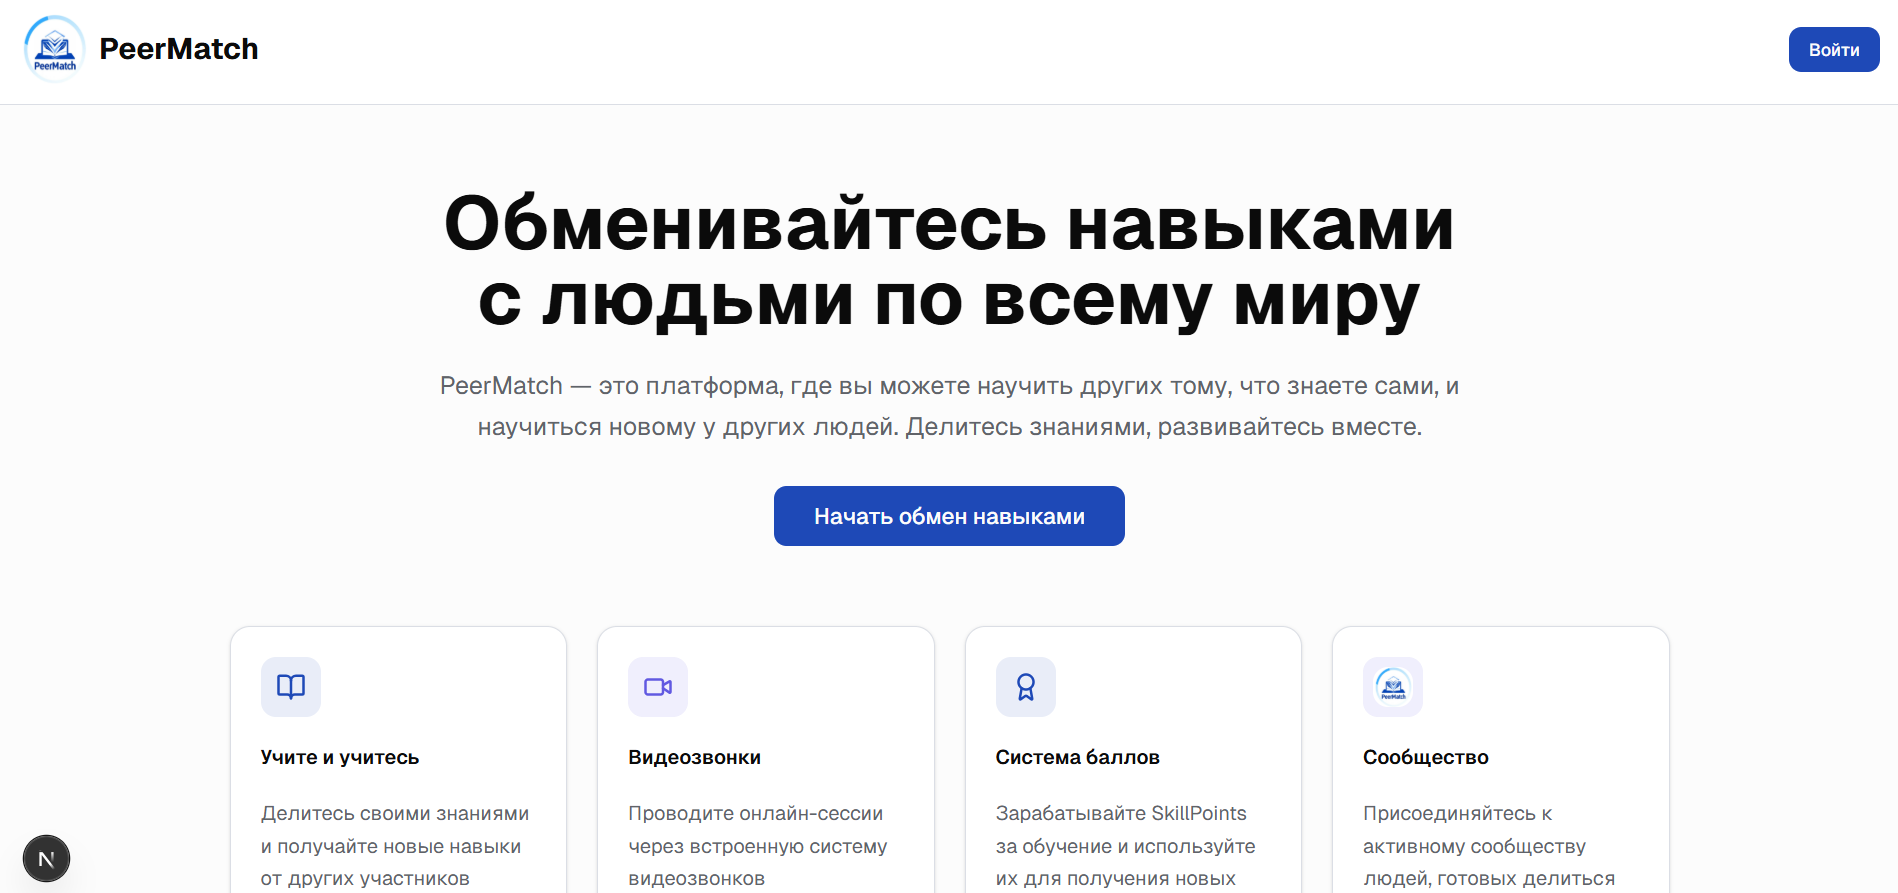 PeerMatch
PeerMatch
Войти
Обменивайтесь навыками
с людьми по всему миру
PeerMatch — это платформа, где вы можете научить других тому, что знаете сами, и
научиться новому у других людей. Делитесь знаниями, развивайтесь вместе.
Начать обмен навыками
Учите и учитесь
Делитесь своими знаниями
и получайте новые навыки
от других участников
Видеозвонки
Проводите онлайн-сессии
через встроенную систему
видеозвонков
Система баллов
Зарабатывайте SkillPoints
за обучение и используйте
их для получения новых
PeerMatch
Сообщество
Присоединяйтесь к
активному сообществу
людей, готовых делиться
N